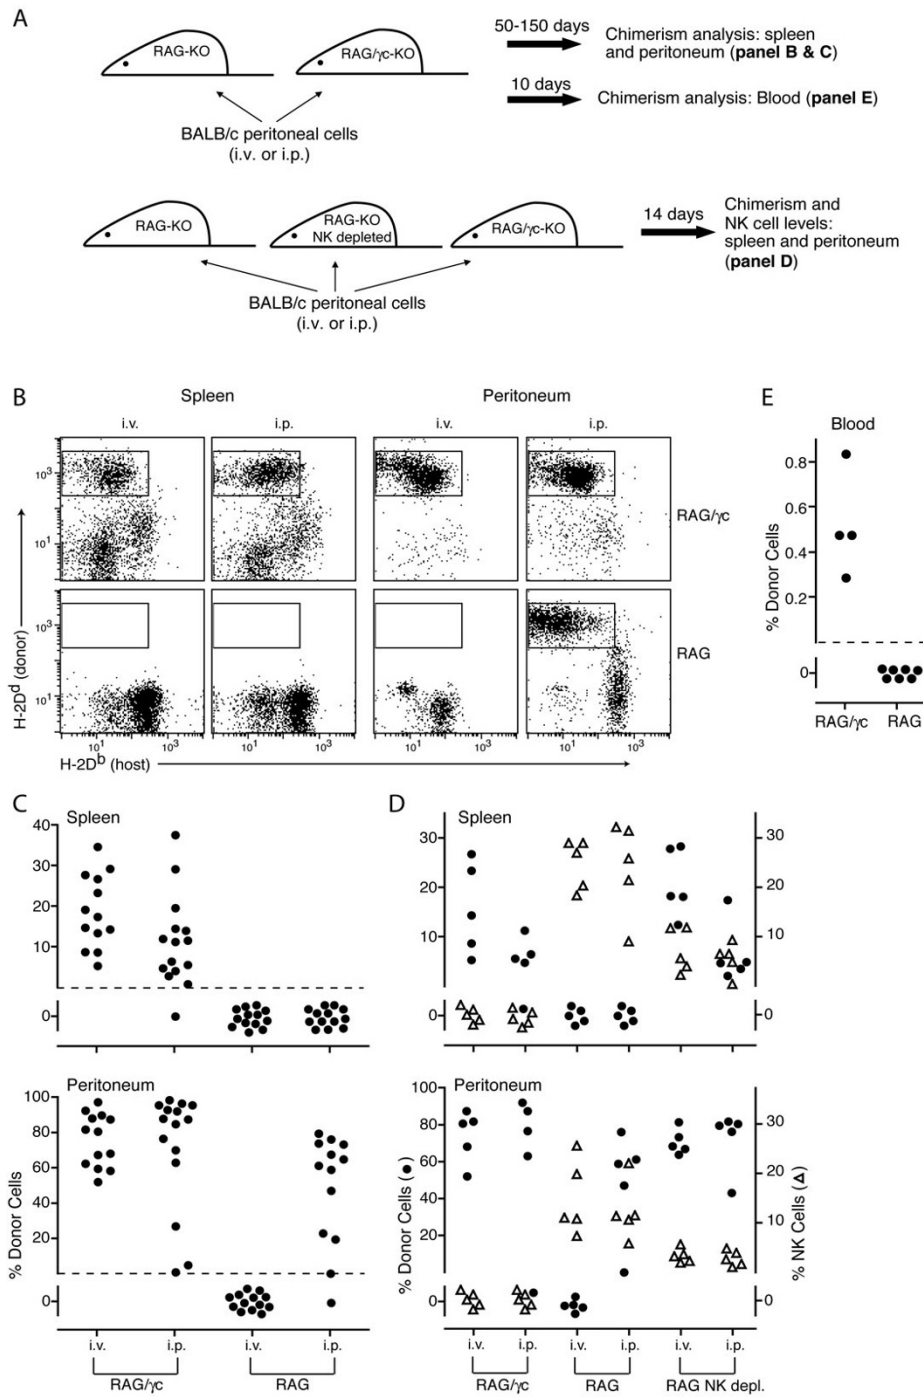 A
RAG-KO
RAG/γc-KO
BALB/c peritoneal cells
(i.v. or i.p.)
50-150 days
Chimerism analysis: spleen
and peritoneum (panel B & C)
10 days
Chimerism analysis: Blood (panel E)
RAG-KO
RAG-KO
NK depleted
RAG/γc-KO
BALB/c peritoneal cells
(i.v. or i.p.)
14 days
Chimerism and
NK cell levels:
spleen and peritoneum
(panel D)
B
Spleen
Peritoneum
i.v.
i.p.
i.v.
i.p.
10³
10¹
RAG/γc
10³
10¹
RAG
10¹ 10³ 10¹ 10³ 10¹ 10³ 10¹ 10³
H-2Dᵈ (donor)
H-2Dᵇ (host)
E
Blood
% Donor Cells
0.8
0.6
0.4
0.2
0
RAG/γc
RAG
C
Spleen
40
30
20
10
0
Peritoneum
100
80
60
40
20
0
% Donor Cells
i.v.
i.p.
i.v.
i.p.
RAG/γc
RAG
D
Spleen
30
20
10
0
30
20
10
0
Peritoneum
100
80
60
40
20
0
30
20
10
0
% Donor Cells (●)
% NK Cells (Δ)
i.v.
i.p.
i.v.
i.p.
i.v.
i.p.
RAG/γc
RAG
RAG NK depl.